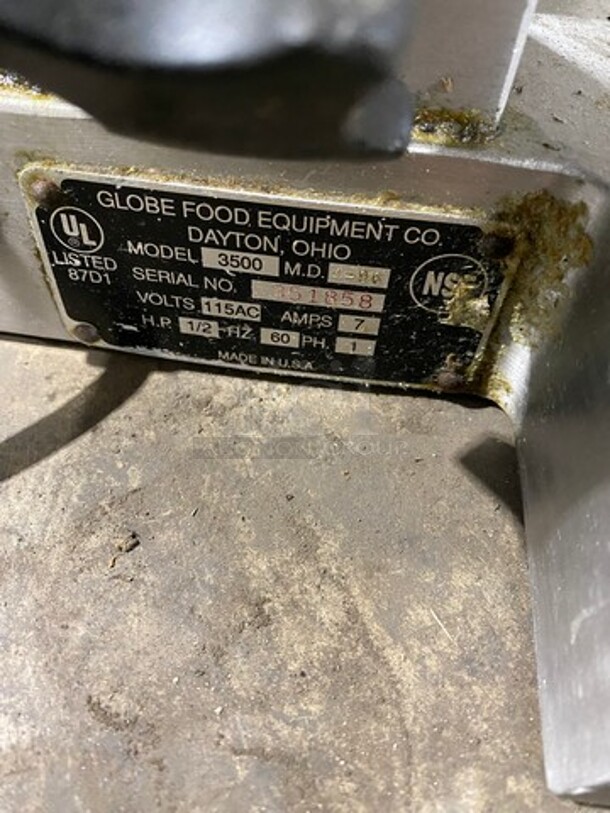 GLOBE FOOD EQUIPMENT CO.
DAYTON, OHIO
UL
®
LISTED
87D1
MODEL 3500 M.D.
SERIAL NO. 351858
VOLTS 115AC AMPS 7
H.P. 1/2 HZ 60 PH. 1
MADE IN U.S.A.
NSF